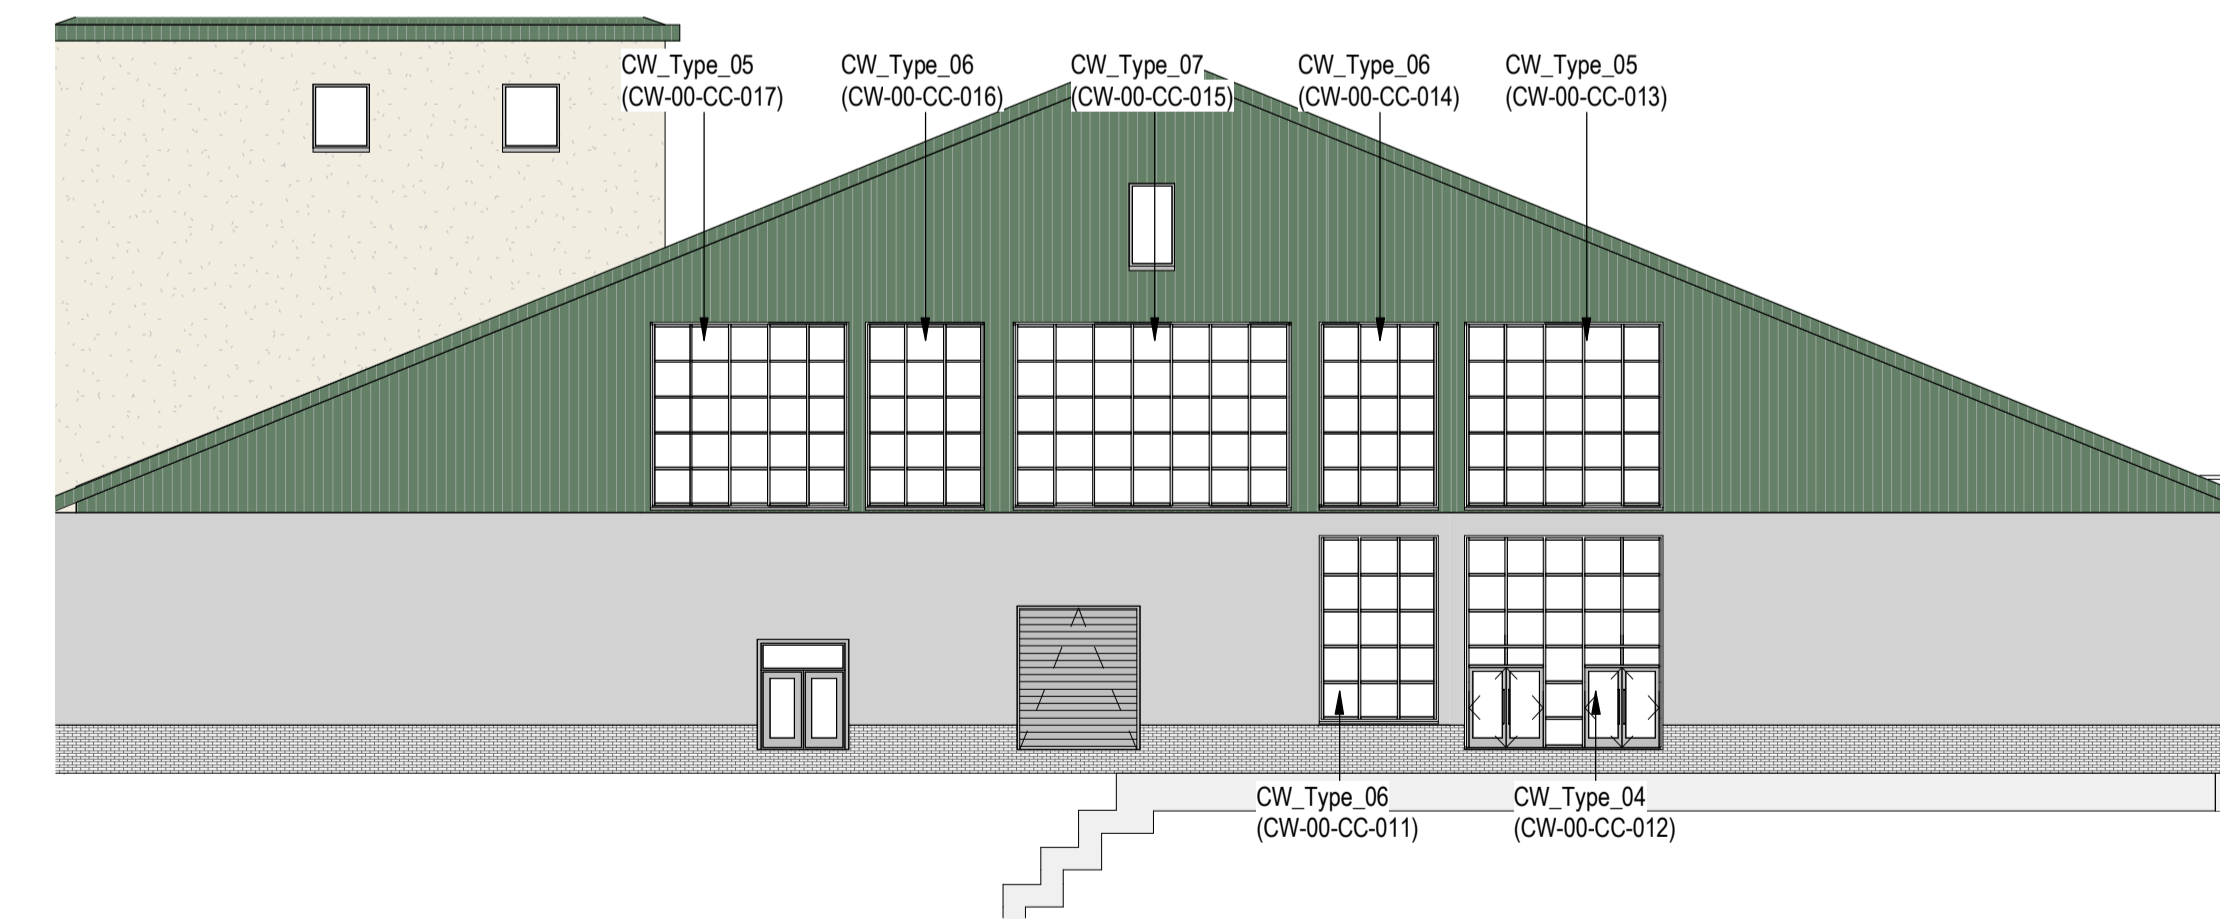 CW_Type_05
(CW-00-CC-017)
CW_Type_06
(CW-00-CC-016)
CW_Type_07
(CW-00-CC-015)
CW_Type_06
(CW-00-CC-014)
CW_Type_05
(CW-00-CC-013)
CW_Type_06
(CW-00-CC-011)
CW_Type_04
(CW-00-CC-012)